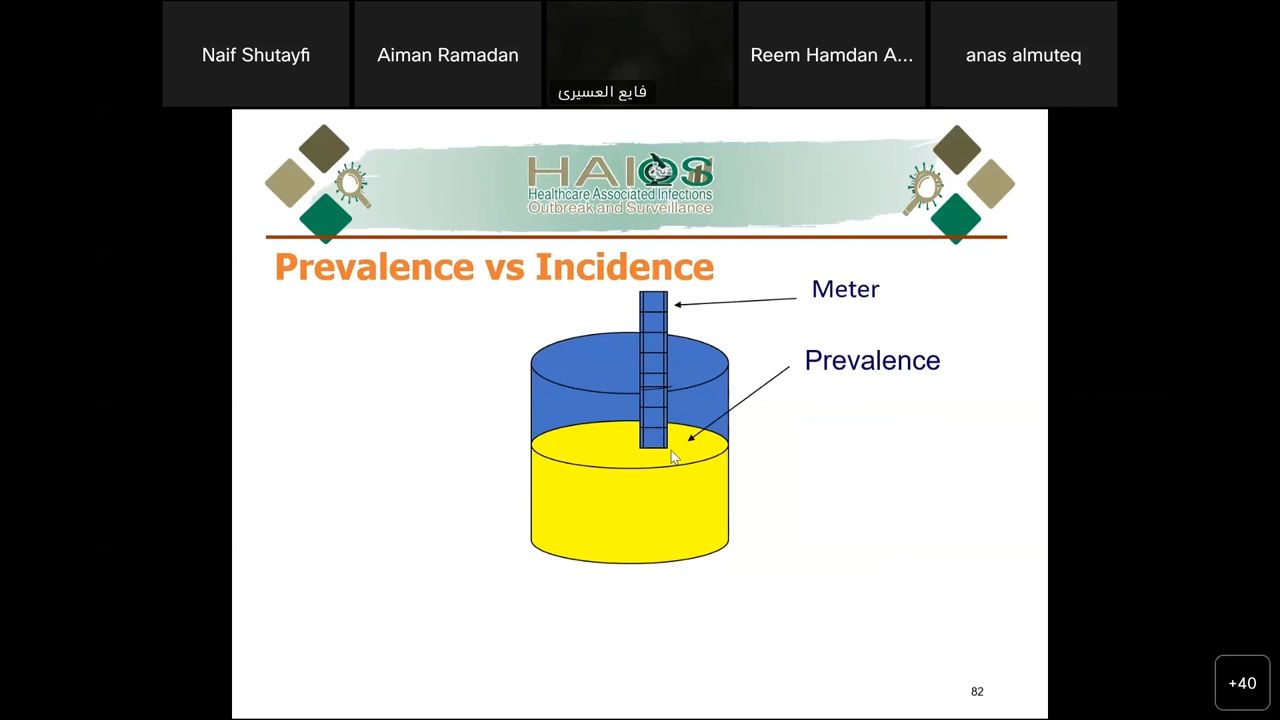 Naif Shutayfi
Aiman Ramadan
فايع العسيري
Reem Hamdan A...
anas almuteq
HAIOS
Healthcare Associated Infections
Outbreak and Surveillance
Prevalence vs Incidence
Meter
Prevalence
82
+40